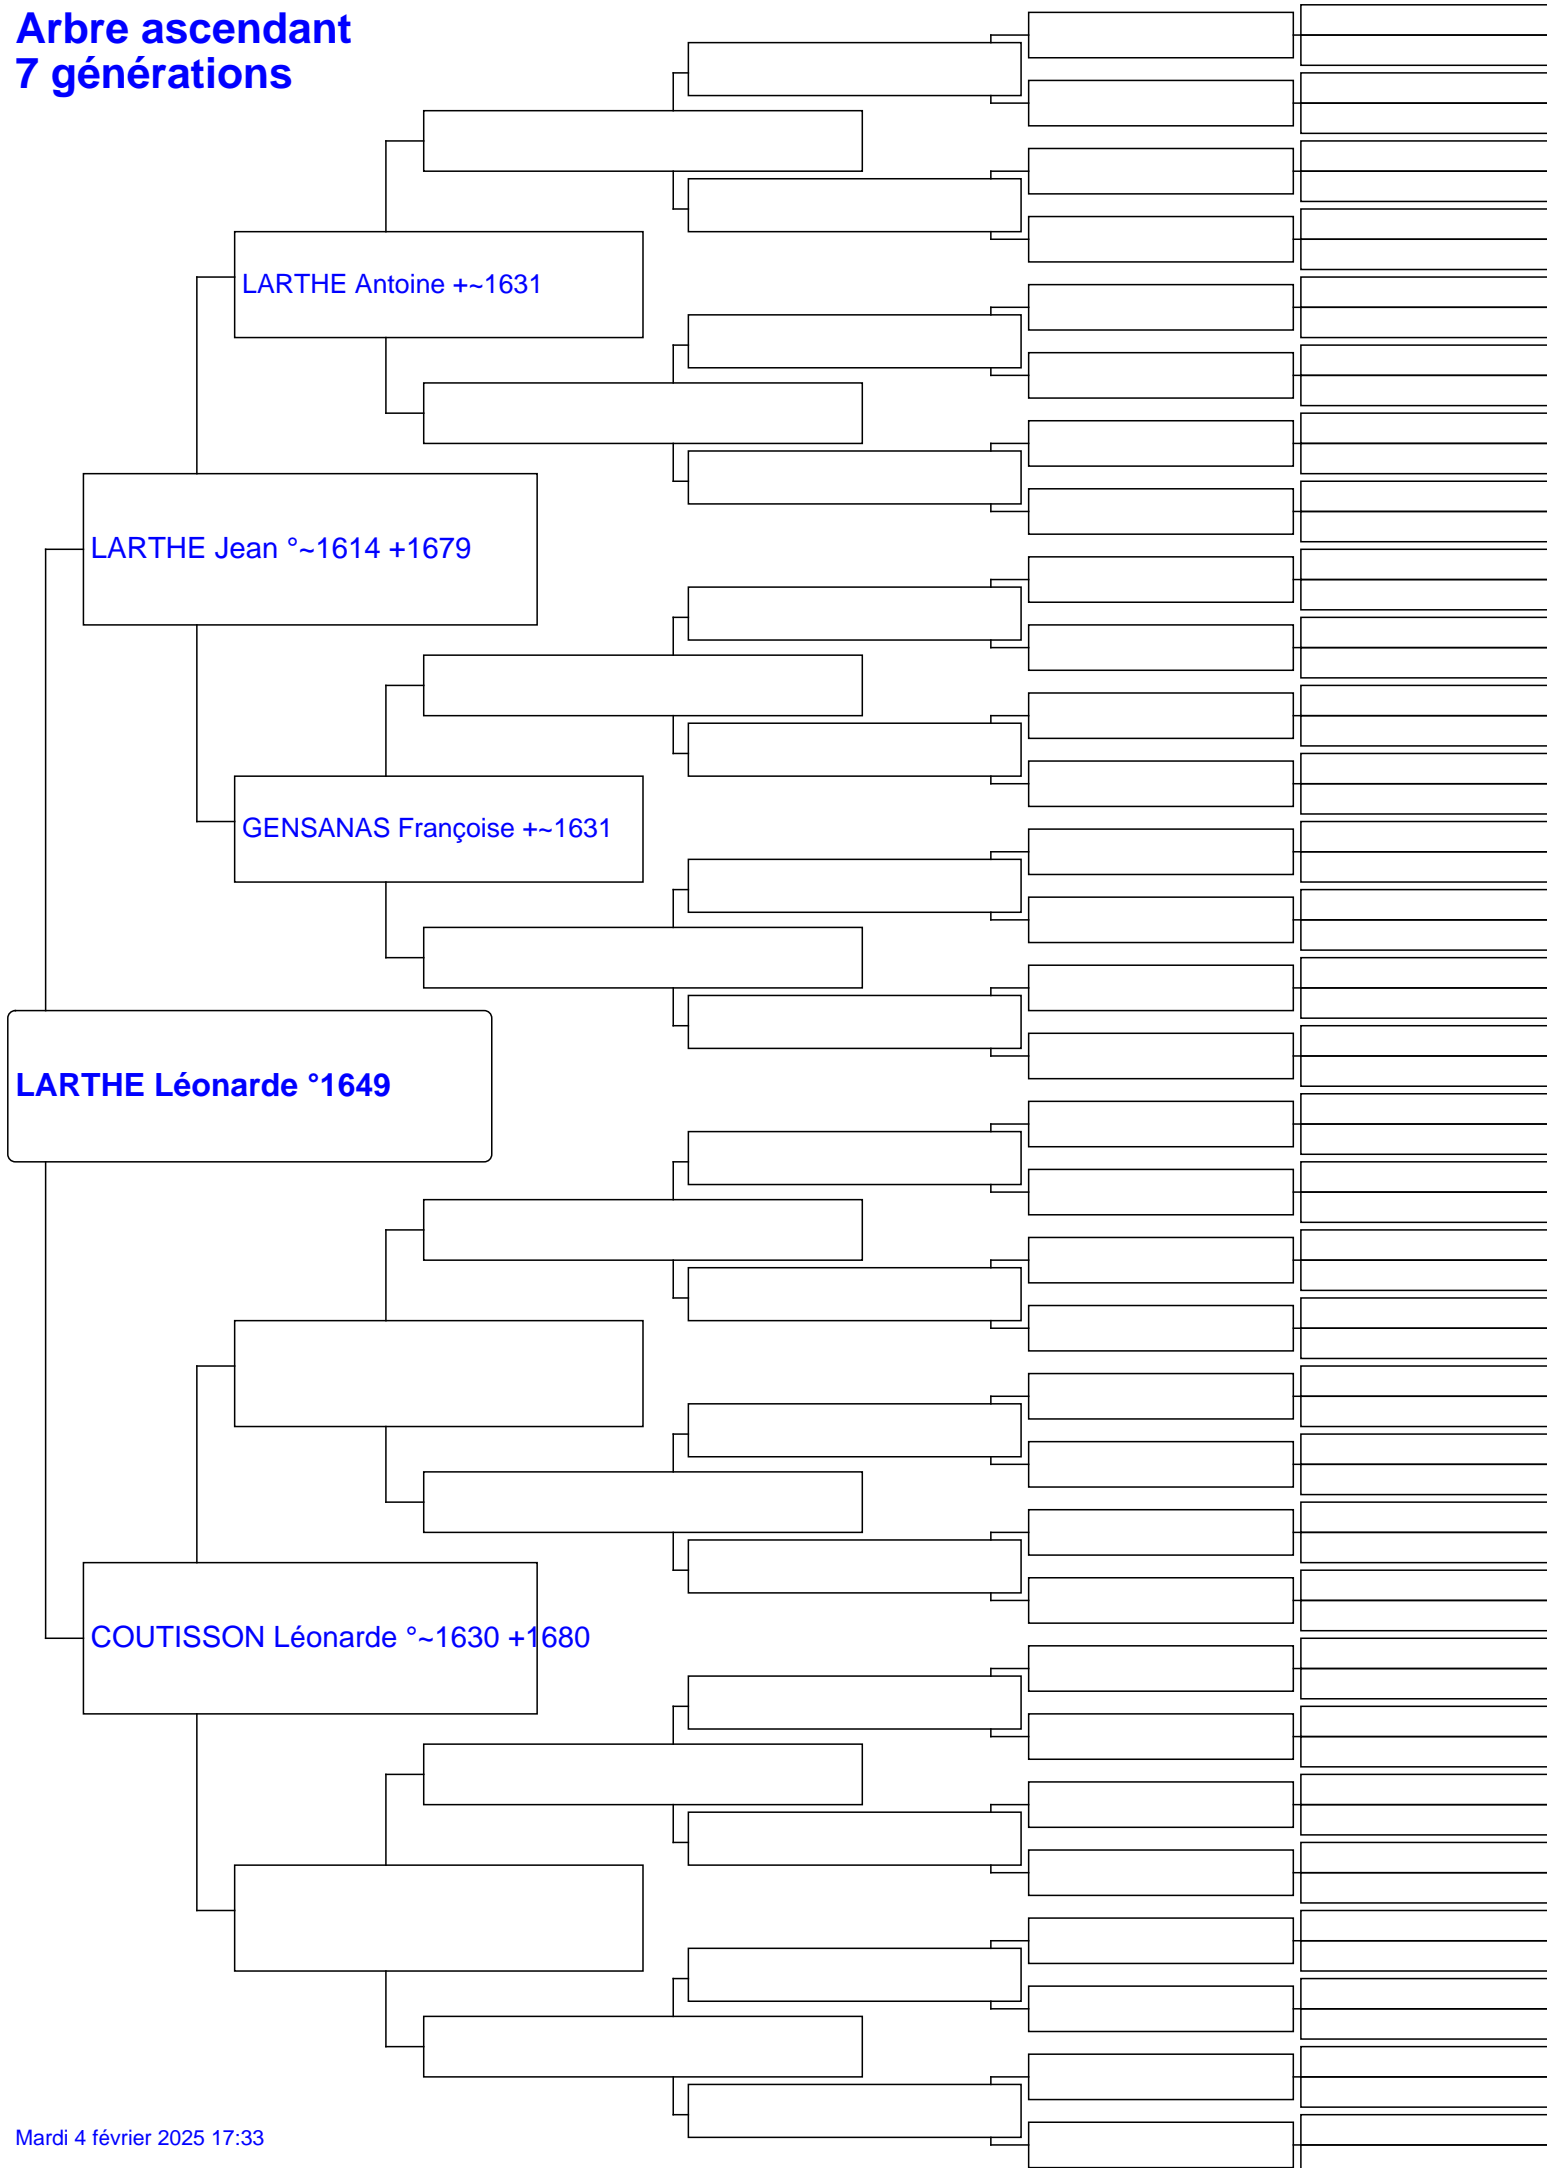 Arbre ascendant
7 générations
LARTHE Antoine +~1631
LARTHE Jean °~1614 +1679
GENSANAS Françoise +~1631
LARTHE Léonarde °1649
COUTISSON Léonarde °~1630 +1680
Mardi 4 février 2025 17:33